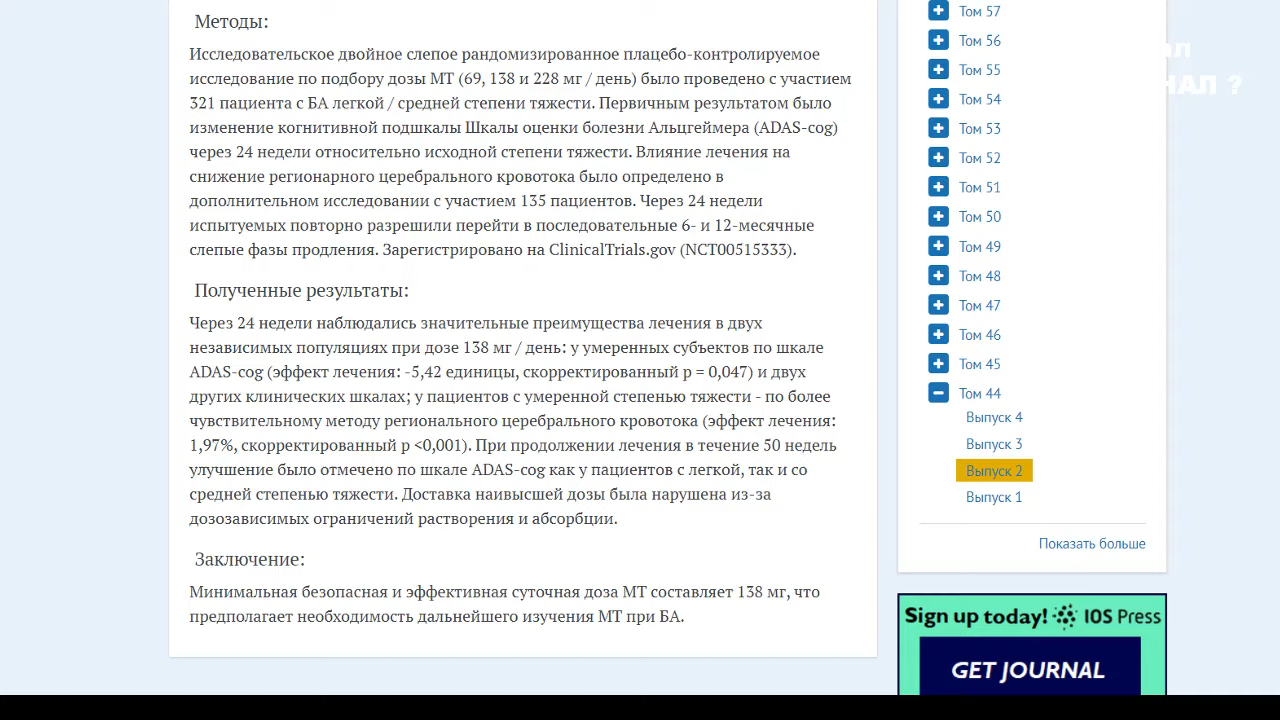 Методы:
Исследовательское двойное слепое рандомизированное плацебо-контролируемое
исследование по подбору дозы МТ (69, 138 и 228 мг / день) было проведено с участием
321 пациента с БА легкой / средней степени тяжести. Первичным результатом было
изменение когнитивной подшкалы Шкалы оценки болезни Альцгеймера (ADAS-cog)
через 24 недели относительно исходной степени тяжести. Влияние лечения на
снижение регионарного церебрального кровотока было определено в
дополнительном исследовании с участием 135 пациентов. Через 24 недели
испытуемых повторно разрешили перейти в последовательные 6- и 12-месячные
слепые фазы продления. Зарегистрировано на ClinicalTrials.gov (NCT00515333).
Полученные результаты:
Через 24 недели наблюдались значительные преимущества лечения в двух
независимых популяциях при дозе 138 мг / день: у умеренных субъектов по шкале
ADAS-cog (эффект лечения: -5,42 единицы, скорректированный p = 0,047) и двух
других клинических шкалах; у пациентов с умеренной степенью тяжести - по более
чувствительному методу регионального церебрального кровотока (эффект лечения:
1,97%, скорректированный p <0,001). При продолжении лечения в течение 50 недель
улучшение было отмечено по шкале ADAS-cog как у пациентов с легкой, так и со
средней степенью тяжести. Доставка наивысшей дозы была нарушена из-за
дозозависимых ограничений растворения и абсорбции.
Заключение:
Минимальная безопасная и эффективная суточная доза МТ составляет 138 мг, что
предполагает необходимость дальнейшего изучения МТ при БА.
Том 57
Том 56
Том 55
Том 54
Том 53
Том 52
Том 51
Том 50
Том 49
Том 48
Том 47
Том 46
Том 45
Том 44
Выпуск 4
Выпуск 3
Выпуск 2
Выпуск 1
Показать больше
Sign up today! IOS Press
GET JOURNAL